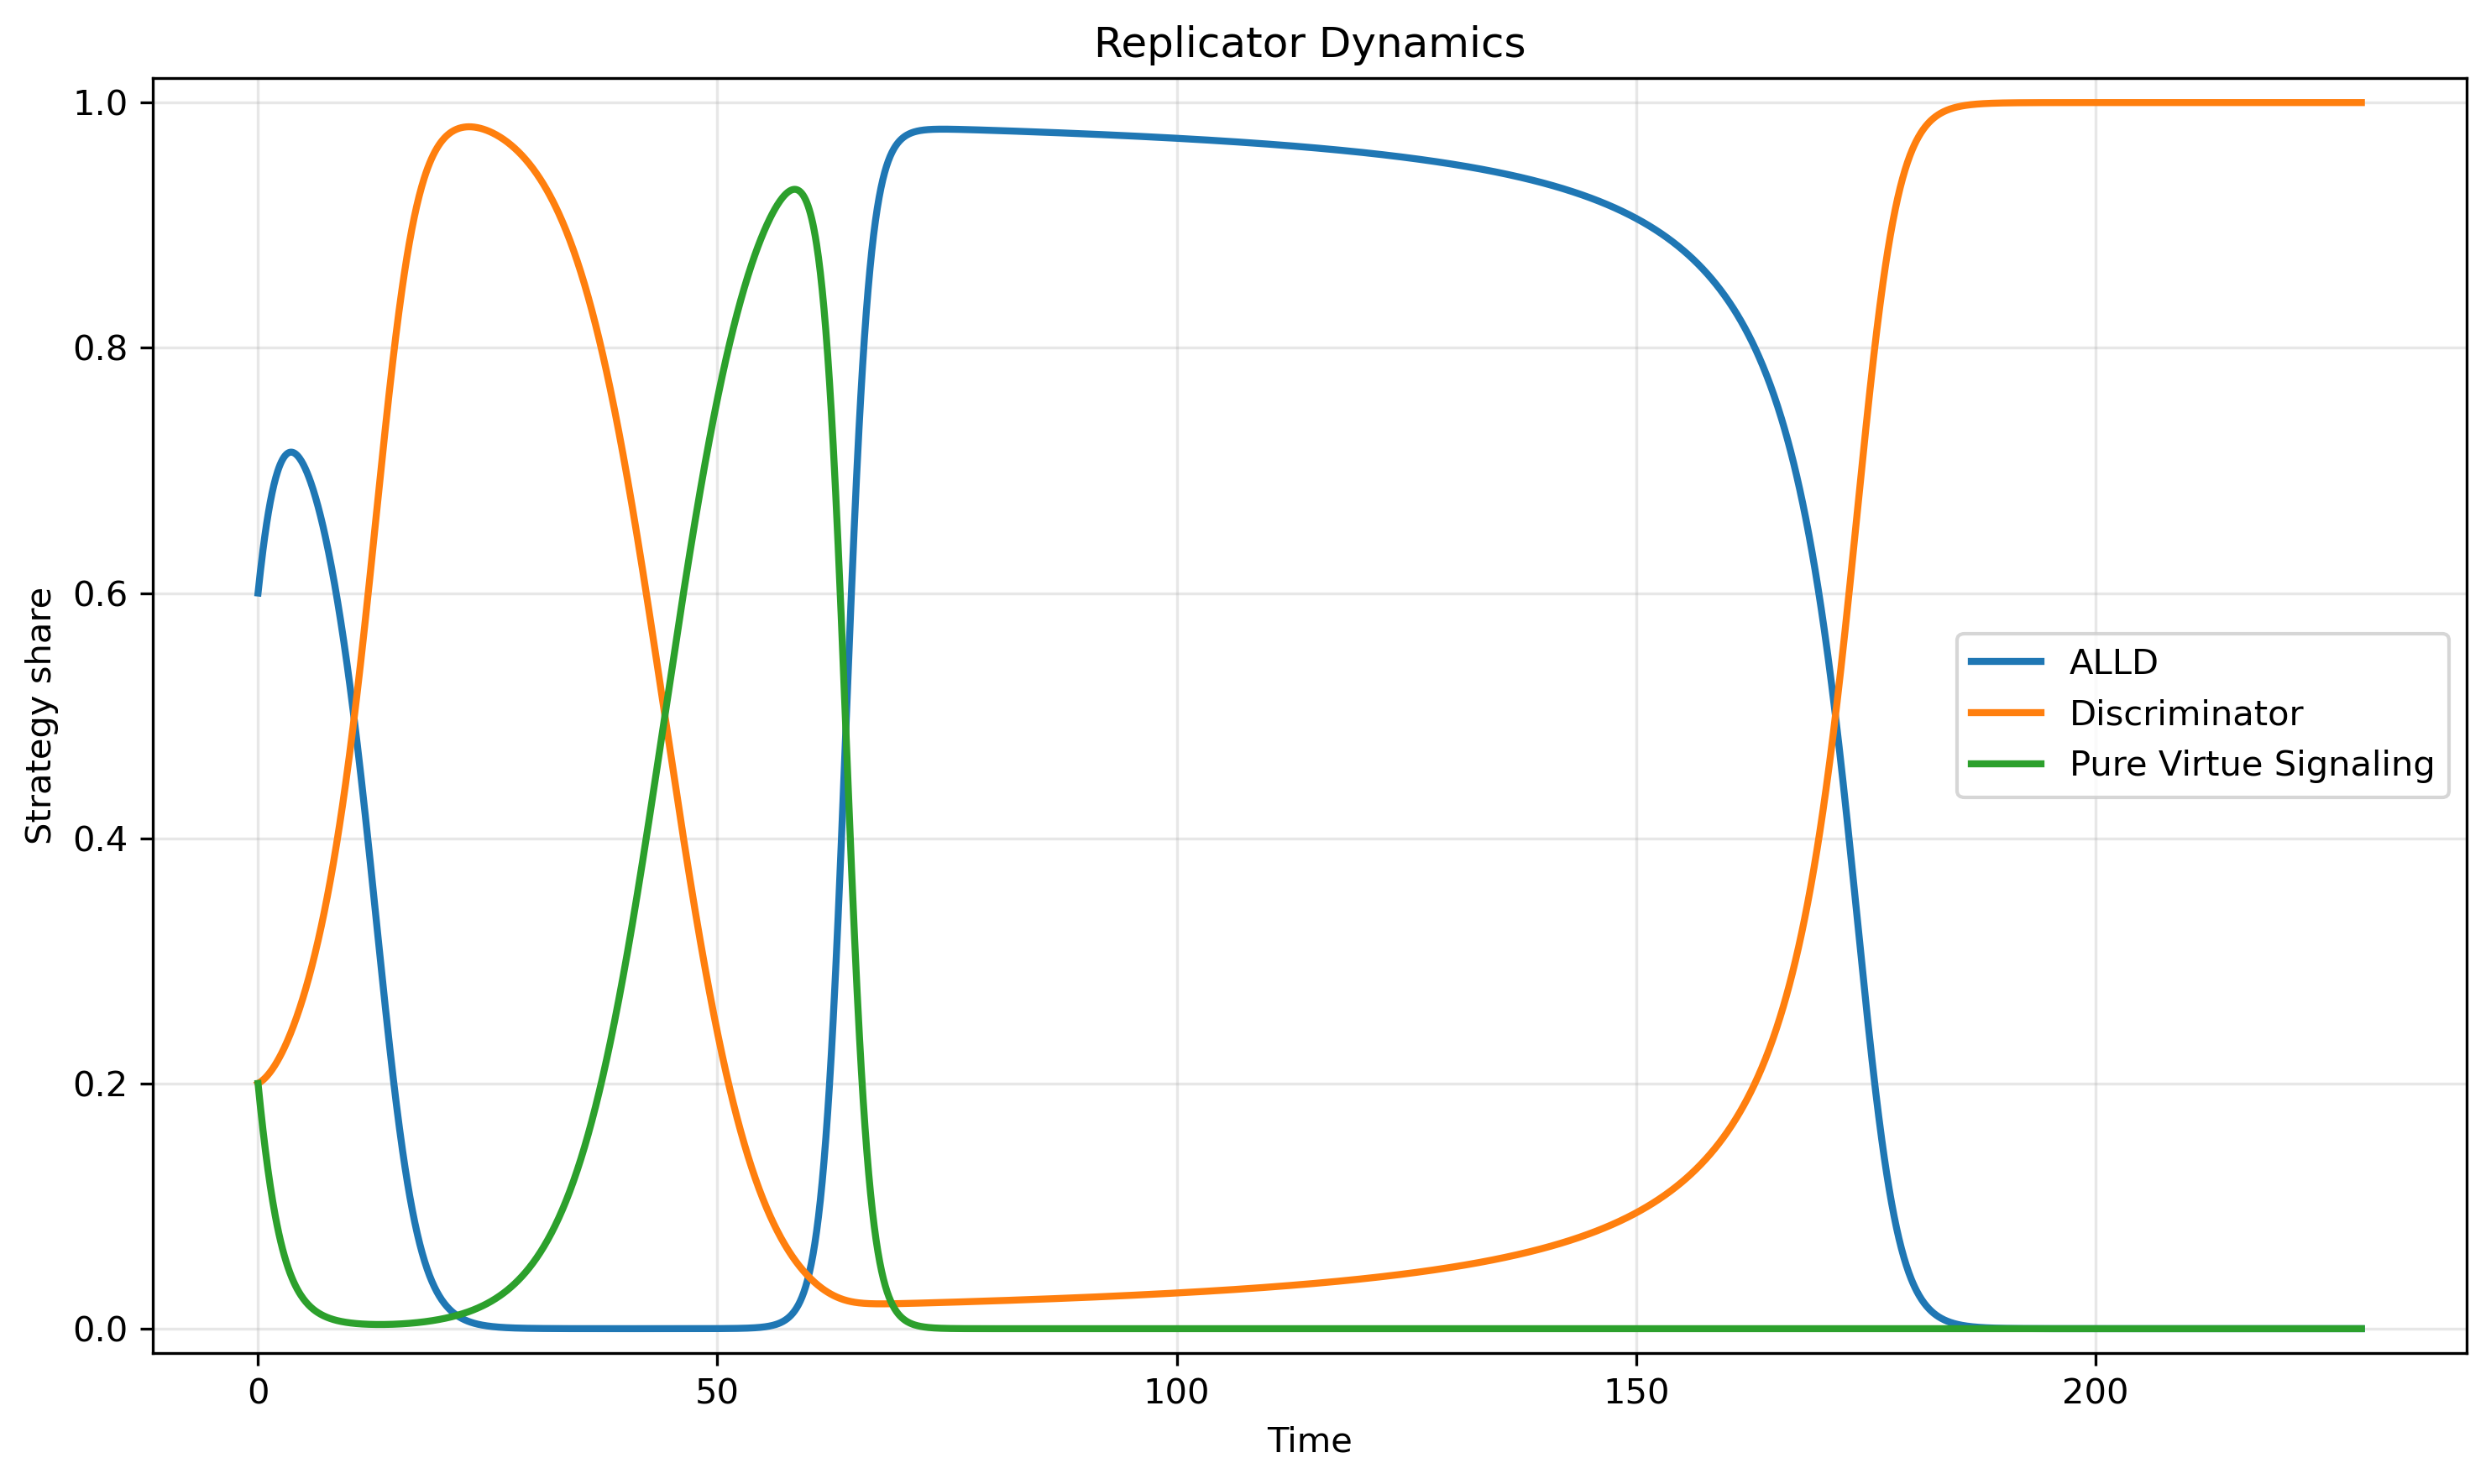 Replicator Dynamics
1.0
0.8
0.6
0.4
0.2
0.0
Strategy share
ALLD
Discriminator
Pure Virtue Signaling
0 50 100 150 200
Time